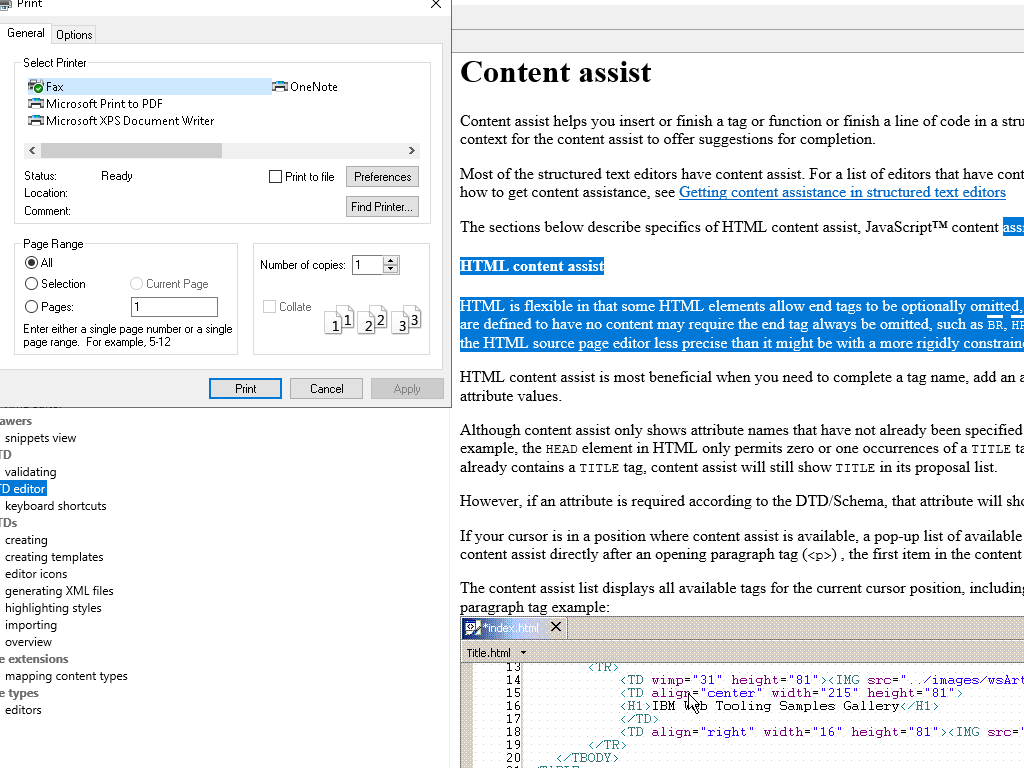 Print
General
Options
Select Printer
Fax
OneNote
Microsoft Print to PDF
Microsoft XPS Document Writer
Status:
Ready
Print to file
Preferences
Location:
Comment:
Find Printer...
Page Range
All
Selection
Current Page
Pages:
1
Enter either a single page number or a single
page range. For example, 5-12
Number of copies:
1
Collate
1 1 2 2 3 3
Print
Cancel
Apply
awers
snippets view
TD
validating
TD editor
keyboard shortcuts
TDs
creating
creating templates
editor icons
generating XML files
highlighting styles
importing
overview
e extensions
mapping content types
e types
editors
Content assist
Content assist helps you insert or finish a tag or function or finish a line of code in a stru
context for the content assist to offer suggestions for completion.
Most of the structured text editors have content assist. For a list of editors that have cont
how to get content assistance, see Getting content assistance in structured text editors
The sections below describe specifics of HTML content assist, JavaScript™ content assi
HTML content assist
HTML is flexible in that some HTML elements allow end tags to be optionally omitted,
are defined to have no content may require the end tag always be omitted, such as BR, HR
the HTML source page editor less precise than it might be with a more rigidly constraine
HTML content assist is most beneficial when you need to complete a tag name, add an a
attribute values.
Although content assist only shows attribute names that have not already been specified
example, the HEAD element in HTML only permits zero or one occurrences of a TITLE ta
already contains a TITLE tag, content assist will still show TITLE in its proposal list.
However, if an attribute is required according to the DTD/Schema, that attribute will sho
If your cursor is in a position where content assist is available, a pop-up list of available
content assist directly after an opening paragraph tag (<p>) , the first item in the content
The content assist list displays all available tags for the current cursor position, including
paragraph tag example:
*index.html
Title.html
13 <TR>
14 <TD wimp="31" height="81"><IMG src="../images/wsArt
15 <TD align="center" width="215" height="81">
16 <H1>IBM Web Tooling Samples Gallery</H1>
17 </TD>
18 <TD align="right" width="16" height="81"><IMG src="
19 </TR>
20 </TBODY>